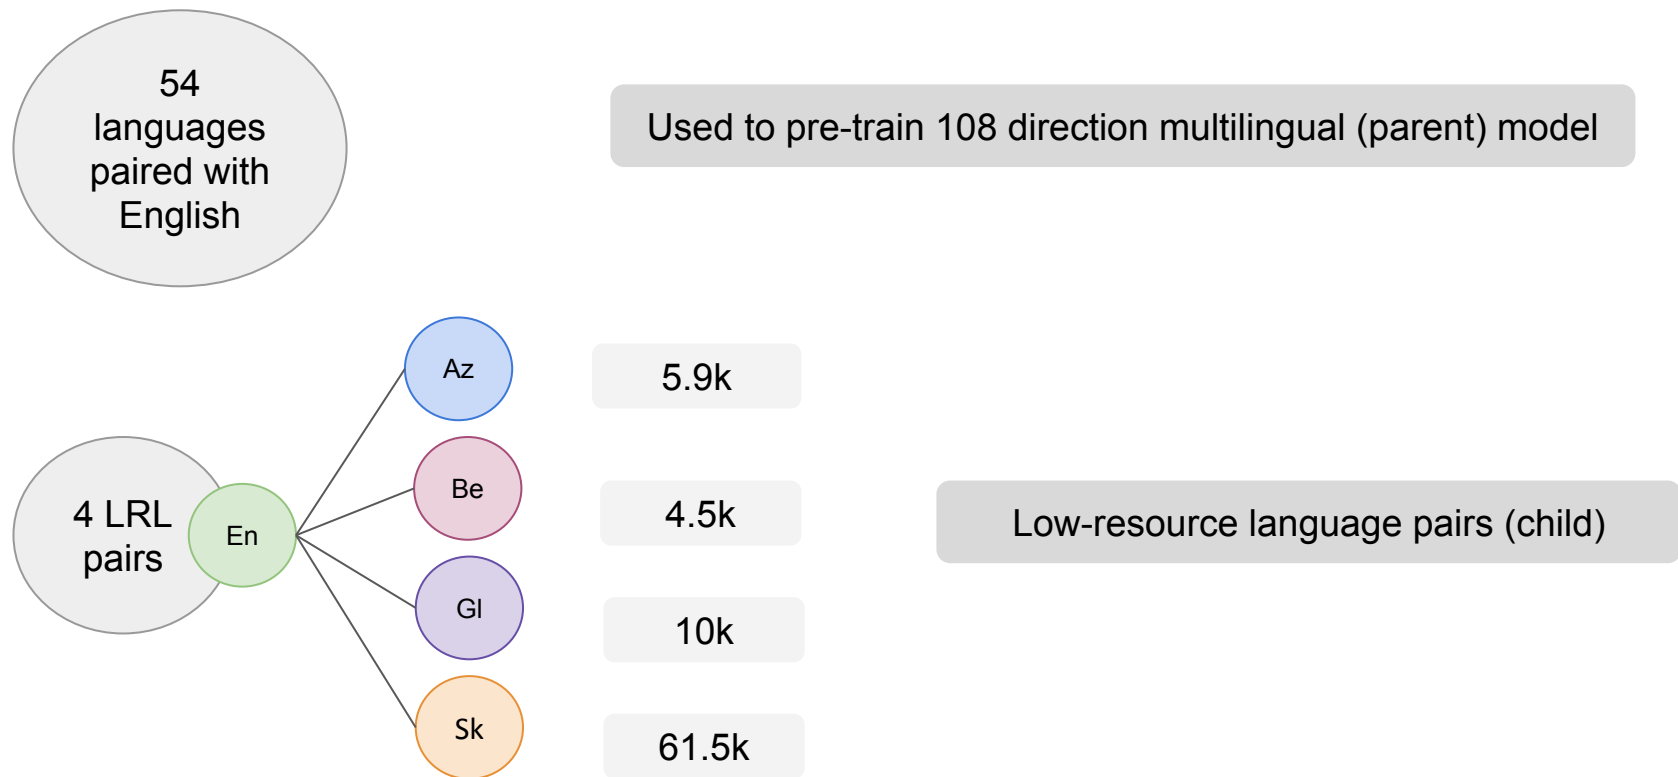 54
languages
paired with
English
Used to pre-train 108 direction multilingual (parent) model
Az
5.9k
Be
4.5k
4 LRL
pairs
En
Low-resource language pairs (child)
Gl
10k
Sk
61.5k